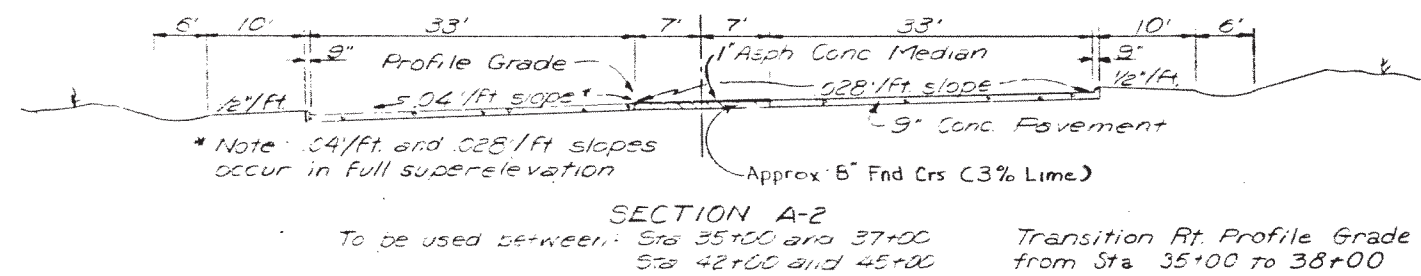 6' 10' 33' 7' 7' 33' 10' 6'
9" Profile Grade 1" Asph Conc Median 9"
1/2"/Ft. .04'/ft slope* .028'/ft slope 1/2"/ft.
9" Conc. Pavement
* Note: .04'/ft. and .028'/ft slopes
occur in full superelevation
Approx 8" Fnd Crs (3% Lime)
SECTION A-2
To be used between: Sta 35+00 and 37+00
Sta 42+00 and 45+00
Transition Rt. Profile Grade
from Sta 35+00 to 38+00